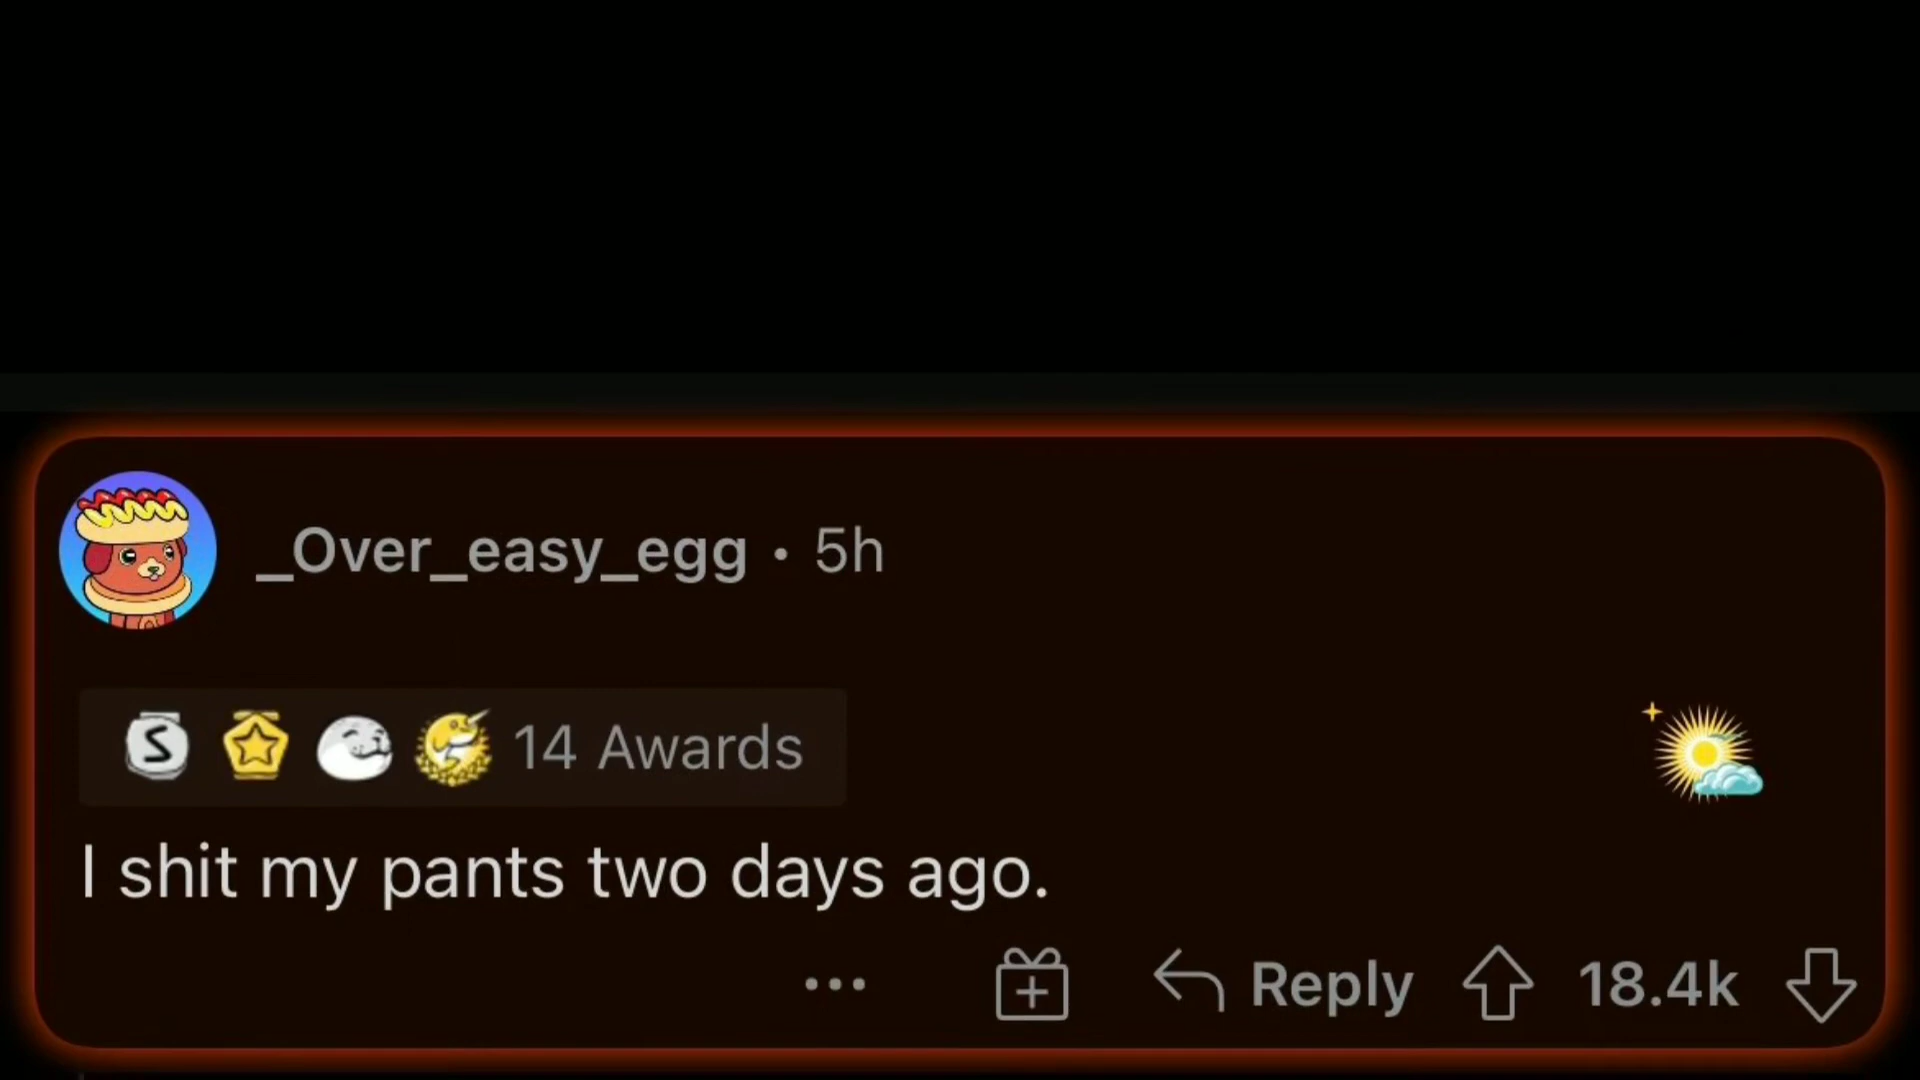 _Over_easy_egg • 5h
S 14 Awards
I shit my pants two days ago.
... Reply 18.4k